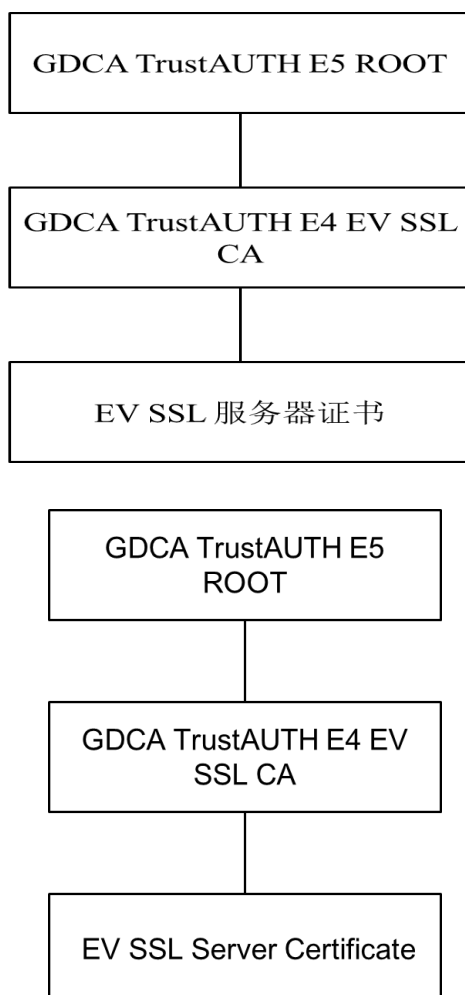 GDCA TrustAUTH E5 ROOT
GDCA TrustAUTH E4 EV SSL
CA
EV SSL 服务器证书
GDCA TrustAUTH E5
ROOT
GDCA TrustAUTH E4 EV
SSL CA
EV SSL Server Certificate